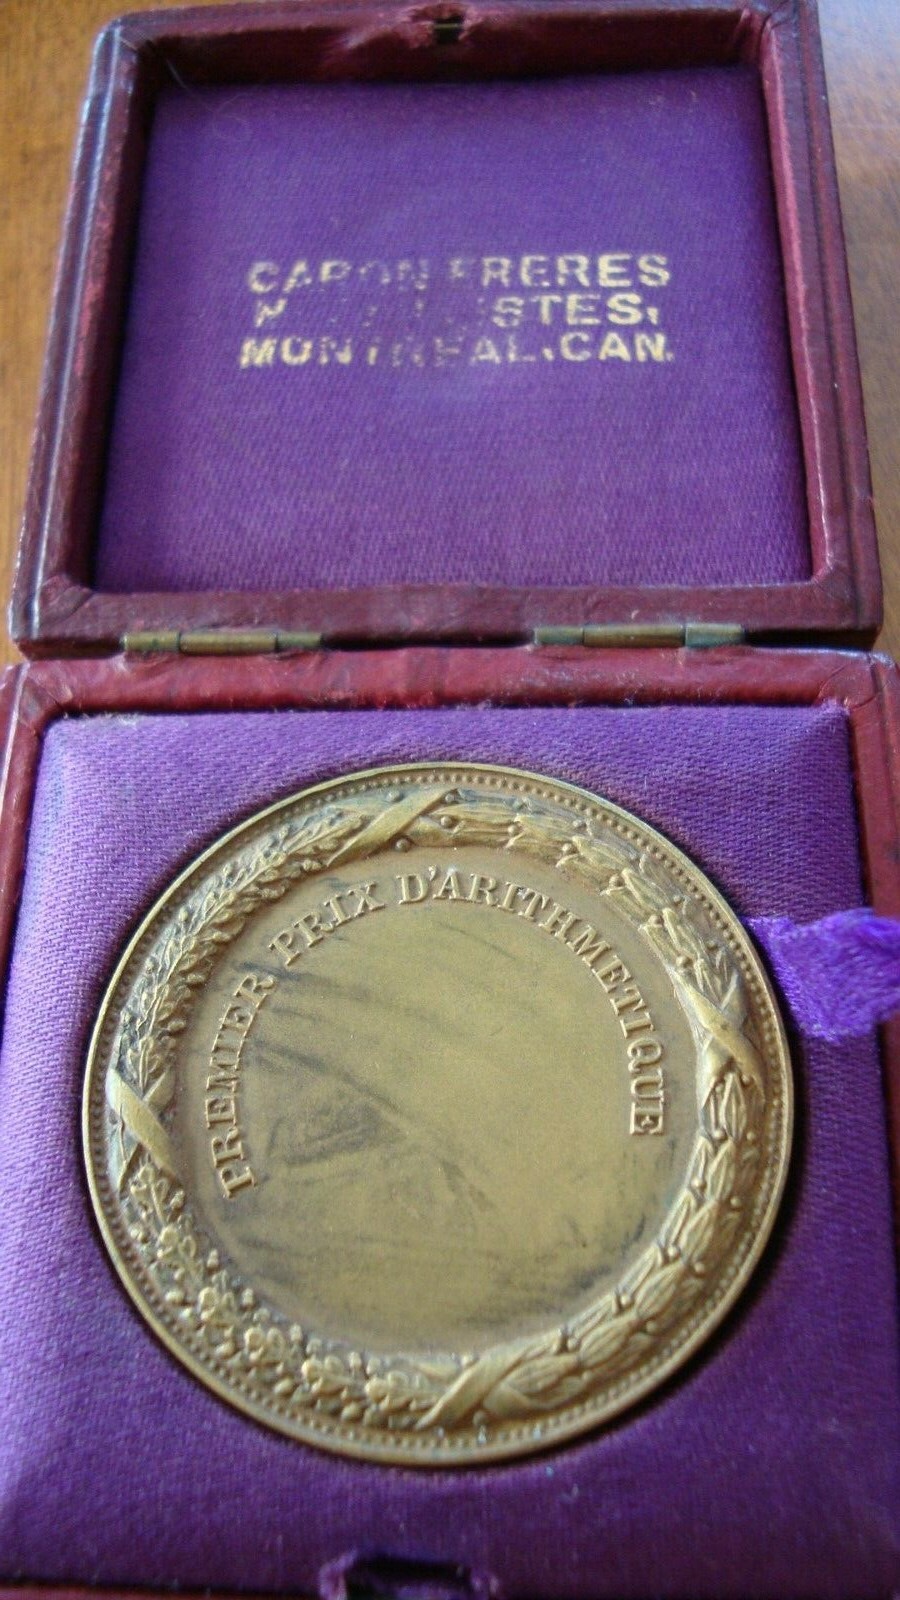 CARON FRERES
MONTREAL, CAN.
PREMIER PRIX D'ARITHMETIQUE